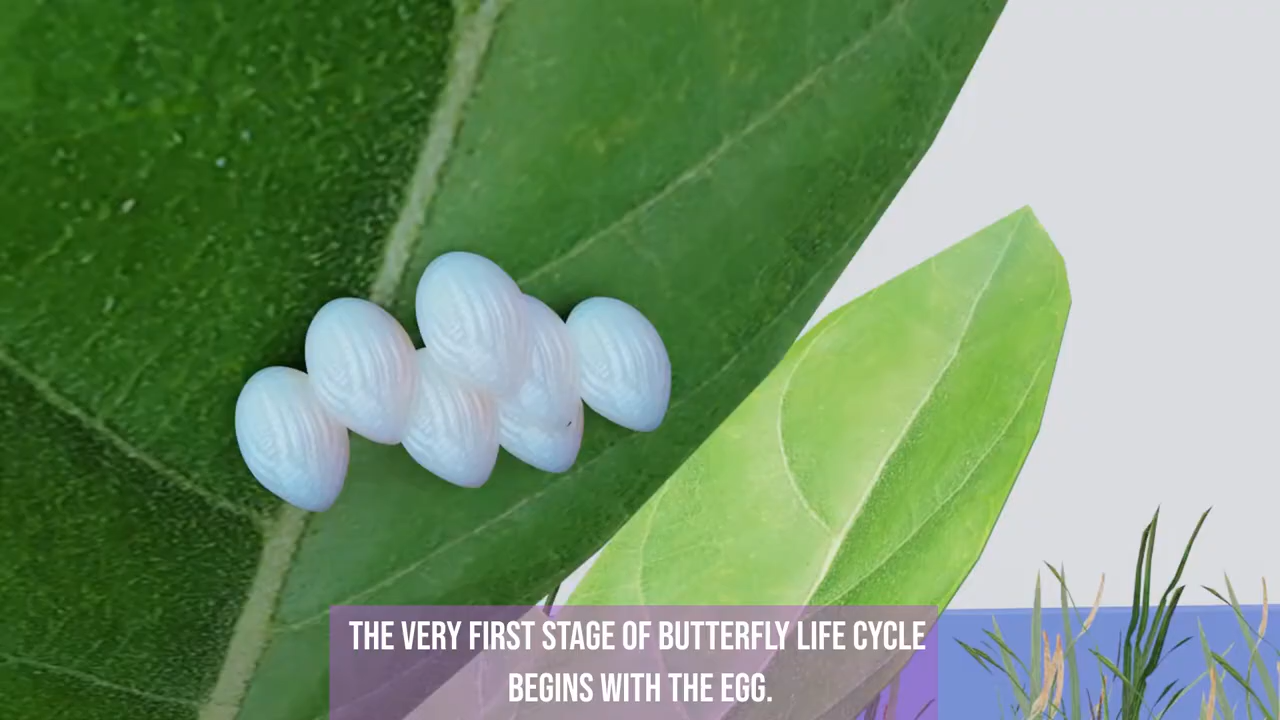 THE VERY FIRST STAGE OF BUTTERFLY LIFE CYCLE
BEGINS WITH THE EGG.